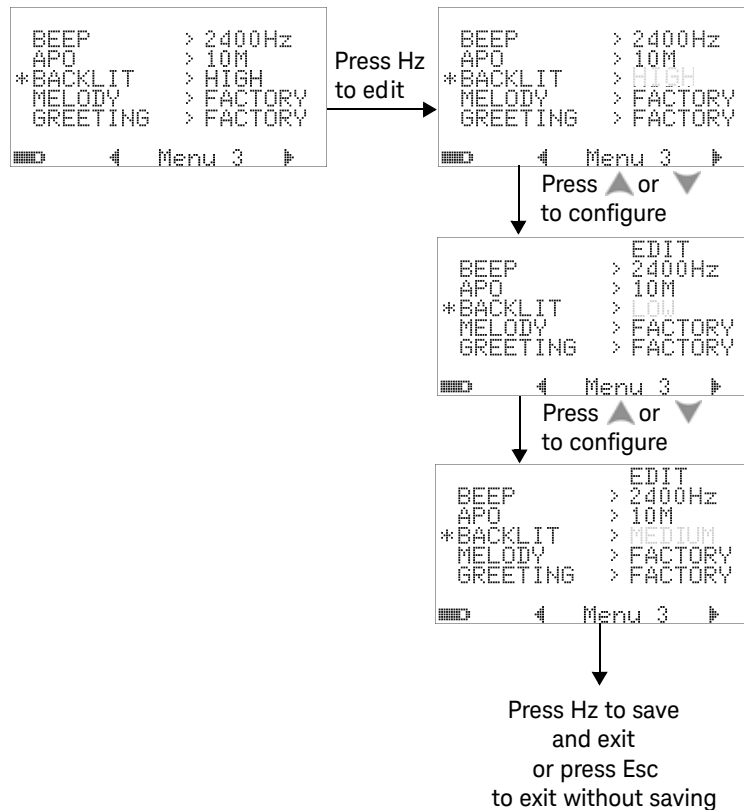 BEEP > 2400Hz
APO > 10M
*BACKLIT > HIGH
MELODY > FACTORY
GREETING > FACTORY
Menu 3
Press Hz
to edit
BEEP > 2400Hz
APO > 10M
*BACKLIT > HIGH
MELODY > FACTORY
GREETING > FACTORY
Menu 3
Press or
to configure
EDIT
BEEP > 2400Hz
APO > 10M
*BACKLIT > LOW
MELODY > FACTORY
GREETING > FACTORY
Menu 3
Press or
to configure
EDIT
BEEP > 2400Hz
APO > 10M
*BACKLIT > MEDIUM
MELODY > FACTORY
GREETING > FACTORY
Menu 3
Press Hz to save
and exit
or press Esc
to exit without saving